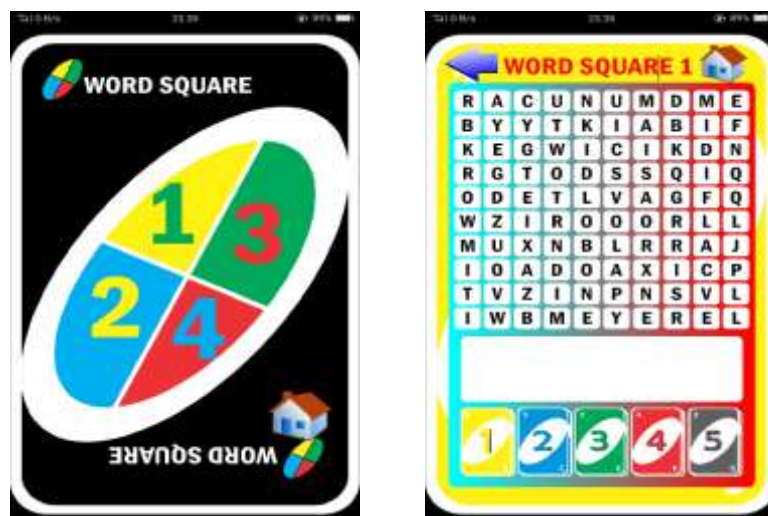 WORD SQUARE
1
3
2
4
WORD SQUARE
WORD SQUARE 1
R A C U N U M D M E
B Y Y T K I A B I F
K E G W I C I K D N
R G T O D S S Q I Q
O D E T L V A G F Q
W Z I R O O O R L L
M U X N B L R R A J
I O A D O A X I C P
T V Z I N P N S V L
I W B M E Y E R E L
1 2 3 4 5